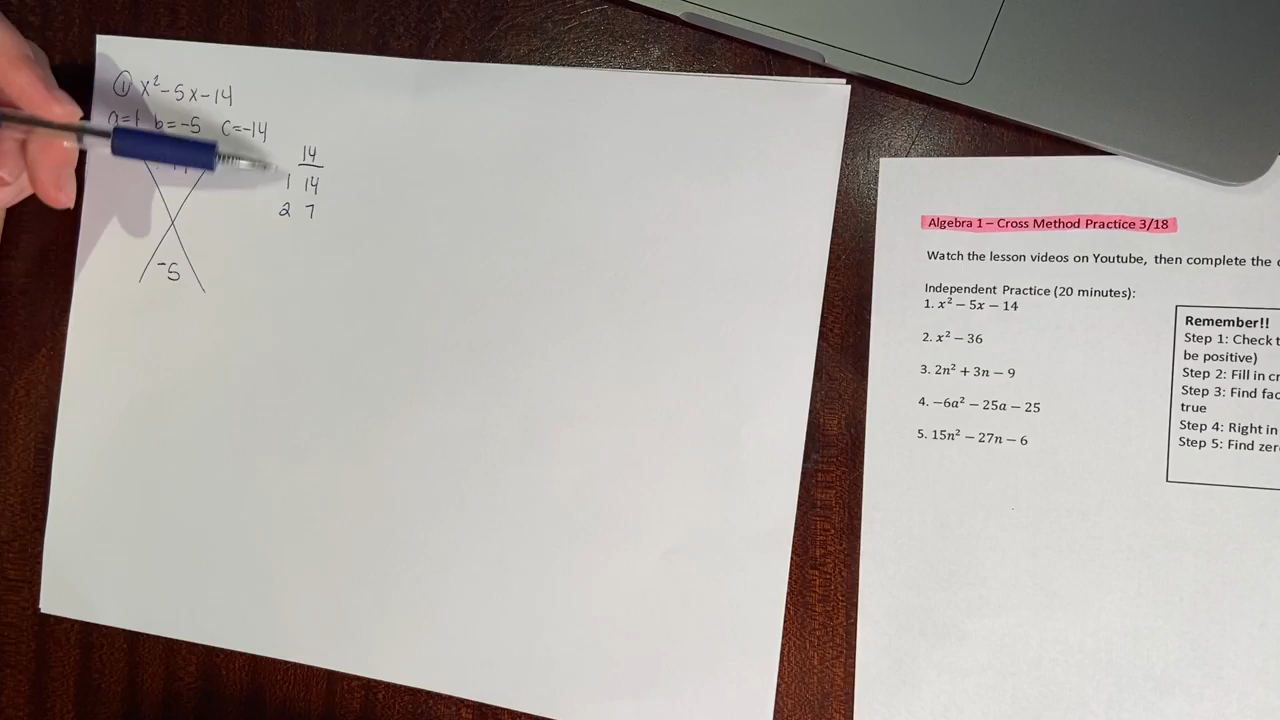 ① x² - 5x - 14
a=1 b=-5 c=-14
14
1 14
2 7
-5
Algebra 1 – Cross Method Practice 3/18
Watch the lesson videos on Youtube, then complete the
Independent Practice (20 minutes):
1. x² − 5x − 14
2. x² − 36
3. 2n² + 3n − 9
4. −6a² − 25a − 25
5. 15n² − 27n − 6
Remember!!
Step 1: Check
be positive)
Step 2: Fill in
Step 3: Find
true
Step 4: Right in
Step 5: Find